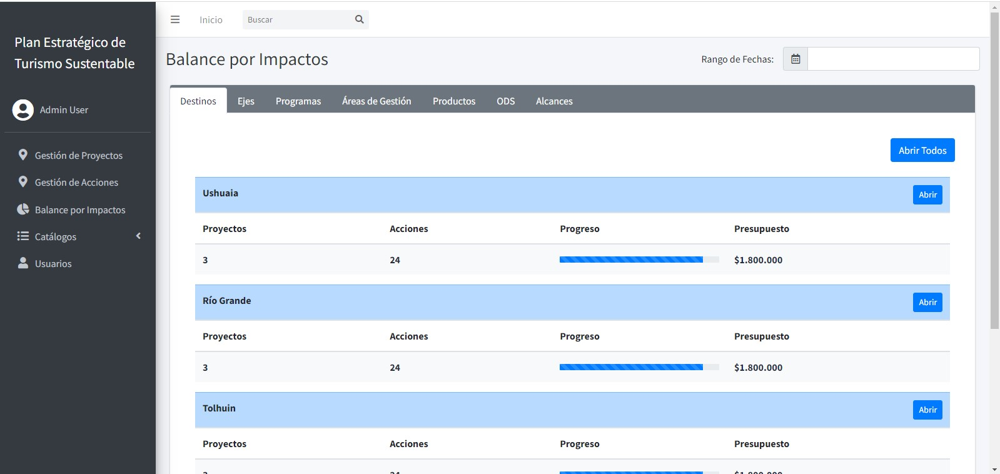 Plan Estratégico de
Turismo Sustentable
Admin User
Gestión de Proyectos
Gestión de Acciones
Balance por Impactos
Catálogos
Usuarios
Inicio
Buscar
Balance por Impactos
Rango de Fechas:
Destinos Ejes Programas Áreas de Gestión Productos ODS Alcances
Abrir Todos
Ushuaia Abrir
Proyectos Acciones Progreso Presupuesto
3 24 $1.800.000
Río Grande Abrir
Proyectos Acciones Progreso Presupuesto
3 24 $1.800.000
Tolhuin Abrir
Proyectos Acciones Progreso Presupuesto